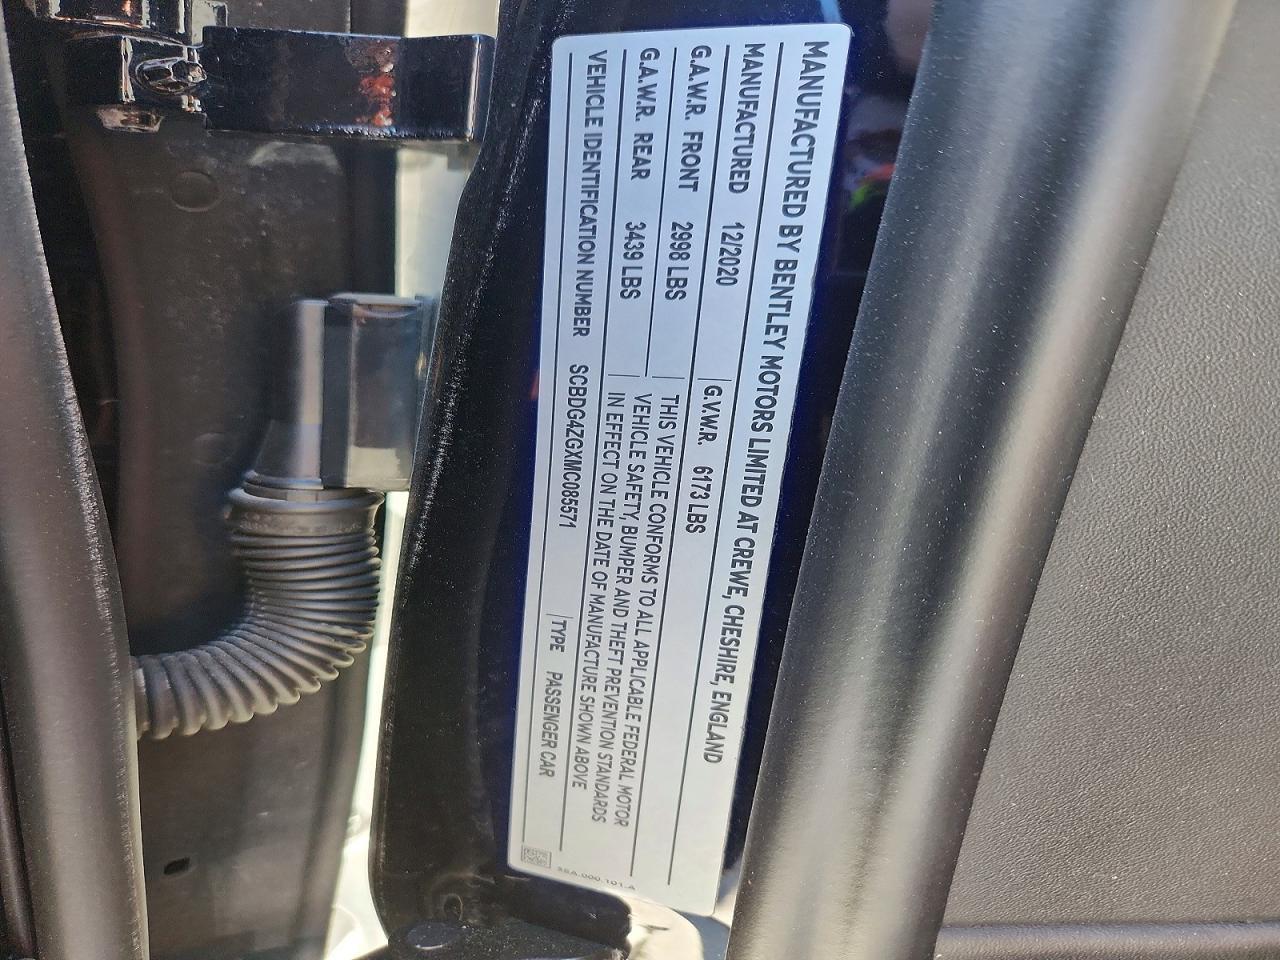 MANUFACTURED BY BENTLEY MOTORS LIMITED AT CREWE, CHESHIRE, ENGLAND
MANUFACTURED 12/2020 G.V.W.R. 6173 LBS
G.A.W.R. FRONT 2998 LBS
G.A.W.R. REAR 3439 LBS
THIS VEHICLE CONFORMS TO ALL APPLICABLE FEDERAL MOTOR
VEHICLE SAFETY, BUMPER AND THEFT PREVENTION STANDARDS
IN EFFECT ON THE DATE OF MANUFACTURE SHOWN ABOVE
VEHICLE IDENTIFICATION NUMBER SCBDG4ZGXMC085571 TYPE PASSENGER CAR